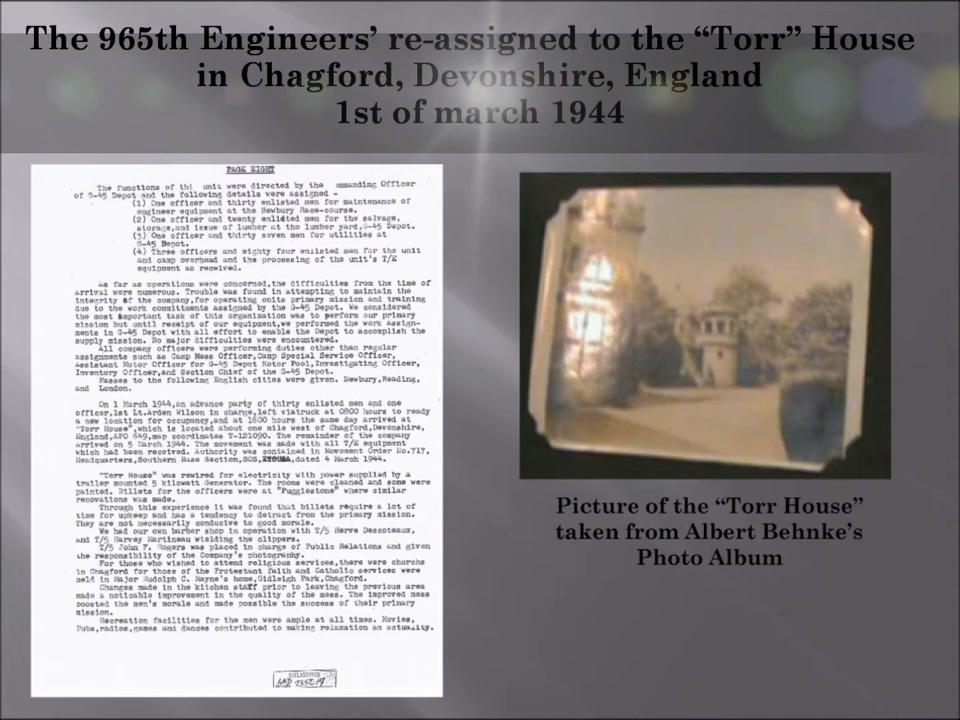 The 965th Engineers’ re-assigned to the “Torr” House
in Chagford, Devonshire, England
1st of march 1944
PAGE EIGHT
The functions of thi unit were directed by the mmanding Officer
of G-45 Depot and the following details were assigned -
(1) One officer and thirty enlisted men for maintenance of
engineer equipment at the Newbury Race-course.
(2) One officer and twenty enlisted men for the salvage,
storage,and issue of lumber at the lumber yard,G-45 Depot.
(3) One officer and thirty seven men for utilities at
G-45 Depot.
(4) Three officers and eighty four enlisted men for the unit
and camp overhead and the processing of the unit's T/E
equipment as received.
As far as operations were concerned,the difficulties from the time of
arrival were numerous. Trouble was found in attempting to maintain the
integrity of the company,for operating onits primary mission and training
due to the work committments assigned by the G-45 Depot. We considered
the most important task of this organization was to perform our primary
mission but until receipt of our equipment,we performed the work assign-
ments in G-45 Depot with all effort to enable the Depot to accomplish the
supply mission. No major difficulties were encountered.
All company officers were performing duties other than regular
assignments such as Camp Mess Officer,Camp Special Service Officer,
assistant Motor Officer for G-45 Depot Motor Pool,Investigating Officer,
Inventory Officer,and Section Chief of the G-45 Depot.
Passes to the following English cities were given. Newbury,Reading,
and London.
On 1 March 1944,an advance party of thirty enlisted men and one
officer,1st Lt.Arden Wilson in charge,left viatruck at 0800 hours to ready
a new location for occupancy,and at 1600 hours the same day arrived at
"Torr House",which is located about one mile west of Chagford,Devonshire,
England,APO 649,map coordinates T-121090. The remainder of the company
arrived on 5 March 1944. The movement was made with all T/E equipment
which had been received. Authority was contained in Movement Order No.717,
Headquarters,Southern Base Section,SOS,ETOUSA,dated 4 March 1944.
"Torr House" was rewired for electricity with power supplied by a
trailer mounted 5 kilowatt Generator. The rooms were cleaned and some were
painted. Billets for the officers were at "Puggiestone" where similar
renovations was made.
Through this experience it was found that billets require a lot of
time for upkeep and has a tendency to detract from the primary mission.
They are not necessarily conducive to good morale.
We had our own barber shop in operation with T/5 Herve Descoteaux,
and T/5 Harvey Martineau wielding the clippers.
T/5 John F. Rogers was placed in charge of Public Relations and given
the responsibility of the Company's photography.
For those who wished to attend religious services,there were churchs
in Chagford for those of the Protestant faith and Catholic services were
held in Major Rudolph C. Mayne's home,Gidleigh Park,Chagford.
Changes made in the kitchen staff prior to leaving the previous area
made a noticable improvement in the quality of the mess. The improved mess
boosted the men's morale and made possible the success of their primary
mission.
Recreation facilities for the men were ample at all times. Movies,
Pubs,radios,games and dances contributed to making relaxation an actuality.
Picture of the “Torr House”
taken from Albert Behnke’s
Photo Album